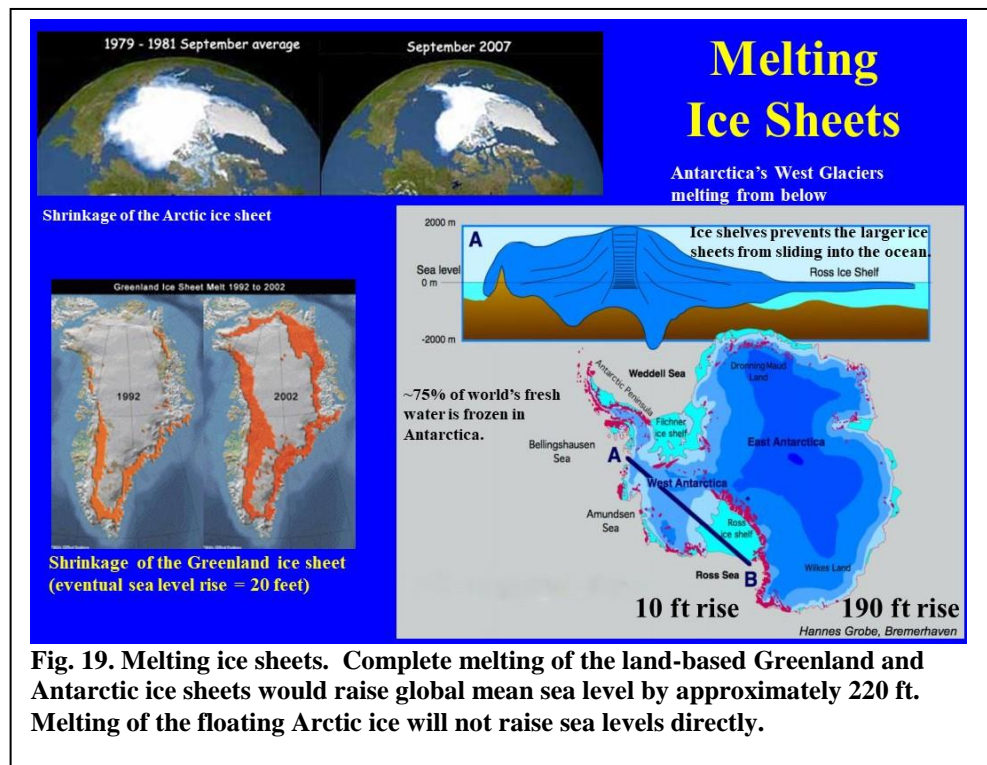 1979 - 1981 September average
September 2007
Melting
Ice Sheets
Shrinkage of the Arctic ice sheet
Antarctica's West Glaciers
melting from below
2000 m
A
Ice shelves prevents the larger ice
sheets from sliding into the ocean.
Sea level
Ross Ice Shelf
0 m
-2000 m
Greenland Ice Sheet Melt 1992 to 2002
1992
2002
Shrinkage of the Greenland ice sheet
(eventual sea level rise = 20 feet)
~75% of world's fresh
water is frozen in
Antarctica.
Weddell Sea
Dronning Maud
Land
Antarctic Peninsula
Filchner
ice shelf
Bellingshausen
Sea
A
East Antarctica
West Antarctica
Amundsen
Sea
Ross
ice shelf
Ross Sea
B
Wilkes Land
10 ft rise
190 ft rise
Hannes Grobe, Bremerhaven
Fig. 19. Melting ice sheets. Complete melting of the land-based Greenland and
Antarctic ice sheets would raise global mean sea level by approximately 220 ft.
Melting of the floating Arctic ice will not raise sea levels directly.